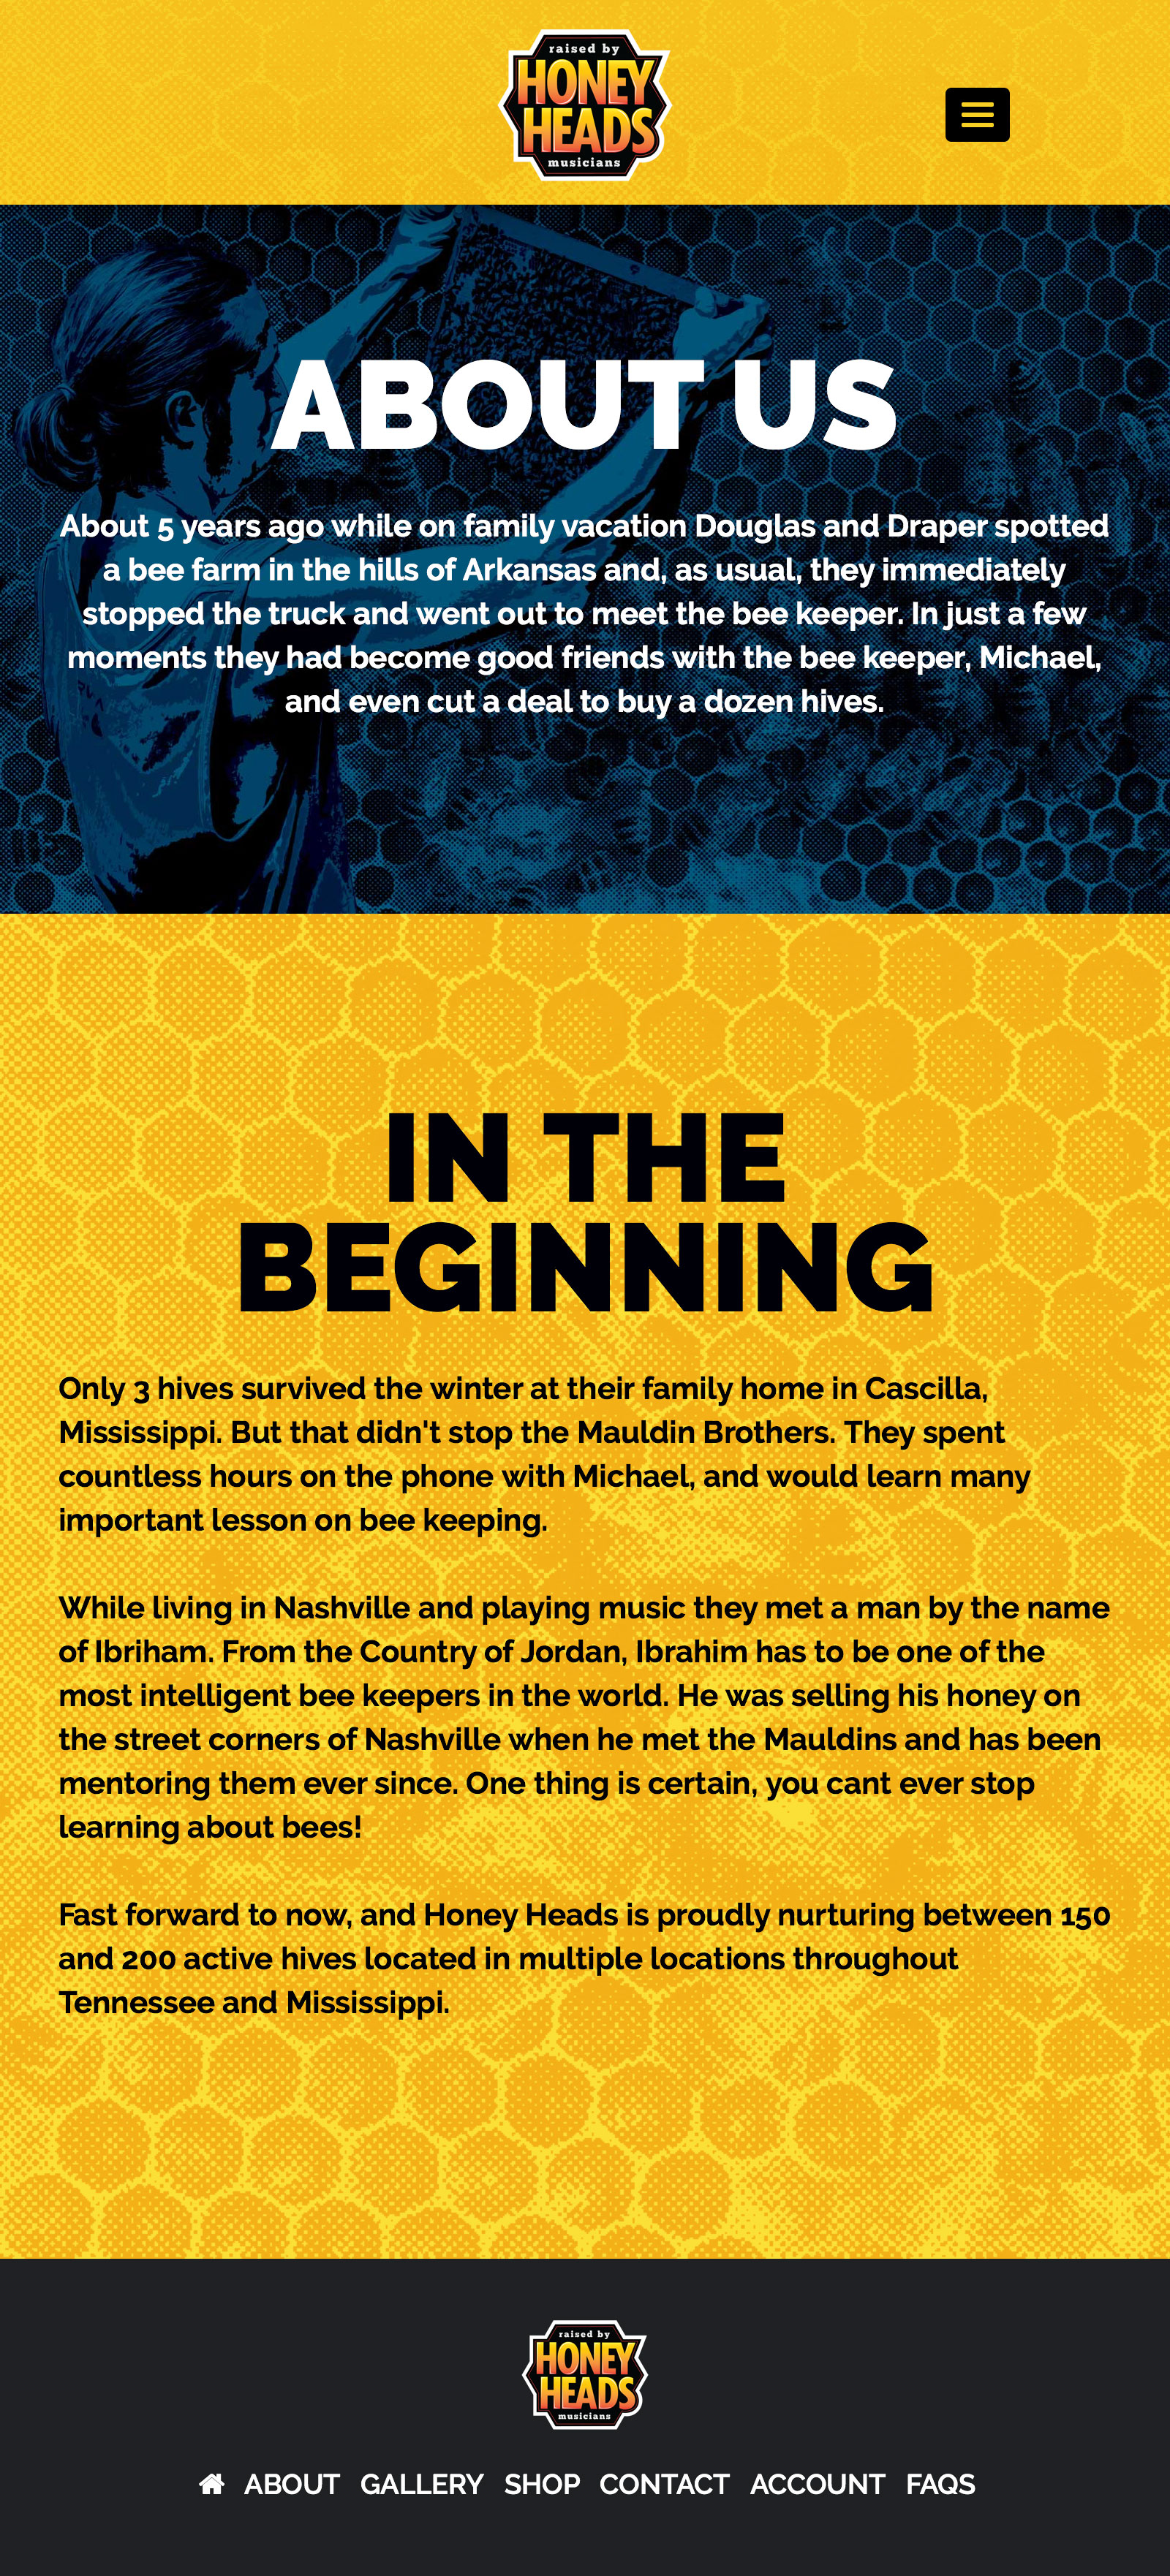 raised by
HONEY
HEADS
musicians
ABOUT US
About 5 years ago while on family vacation Douglas and Draper spotted
a bee farm in the hills of Arkansas and, as usual, they immediately
stopped the truck and went out to meet the bee keeper. In just a few
moments they had become good friends with the bee keeper, Michael,
and even cut a deal to buy a dozen hives.
IN THE
BEGINNING
Only 3 hives survived the winter at their family home in Cascilla,
Mississippi. But that didn't stop the Mauldin Brothers. They spent
countless hours on the phone with Michael, and would learn many
important lesson on bee keeping.
While living in Nashville and playing music they met a man by the name
of Ibriham. From the Country of Jordan, Ibrahim has to be one of the
most intelligent bee keepers in the world. He was selling his honey on
the street corners of Nashville when he met the Mauldins and has been
mentoring them ever since. One thing is certain, you cant ever stop
learning about bees!
Fast forward to now, and Honey Heads is proudly nurturing between 150
and 200 active hives located in multiple locations throughout
Tennessee and Mississippi.
raised by
HONEY
HEADS
musicians
ABOUT GALLERY SHOP CONTACT ACCOUNT FAQS